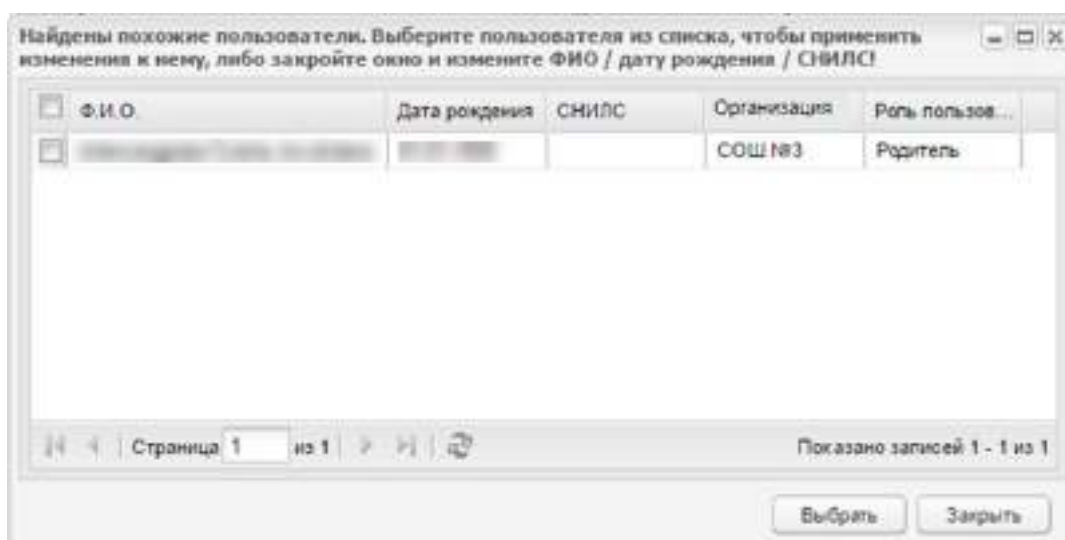 Найдены похожие пользователи. Выберите пользователя из списка, чтобы применить
изменения к нему, либо закройте окно и измените ФИО / дату рождения / СНИЛС!
Ф.И.О. Дата рождения СНИЛС Организация Роль пользов...
СОШ №3 Родитель
Страница 1 из 1 Показано записей 1 - 1 из 1
Выбрать Закрыть